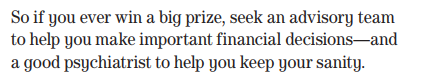 So if you ever win a big prize, seek an advisory team
to help you make important financial decisions—and
a good psychiatrist to help you keep your sanity.